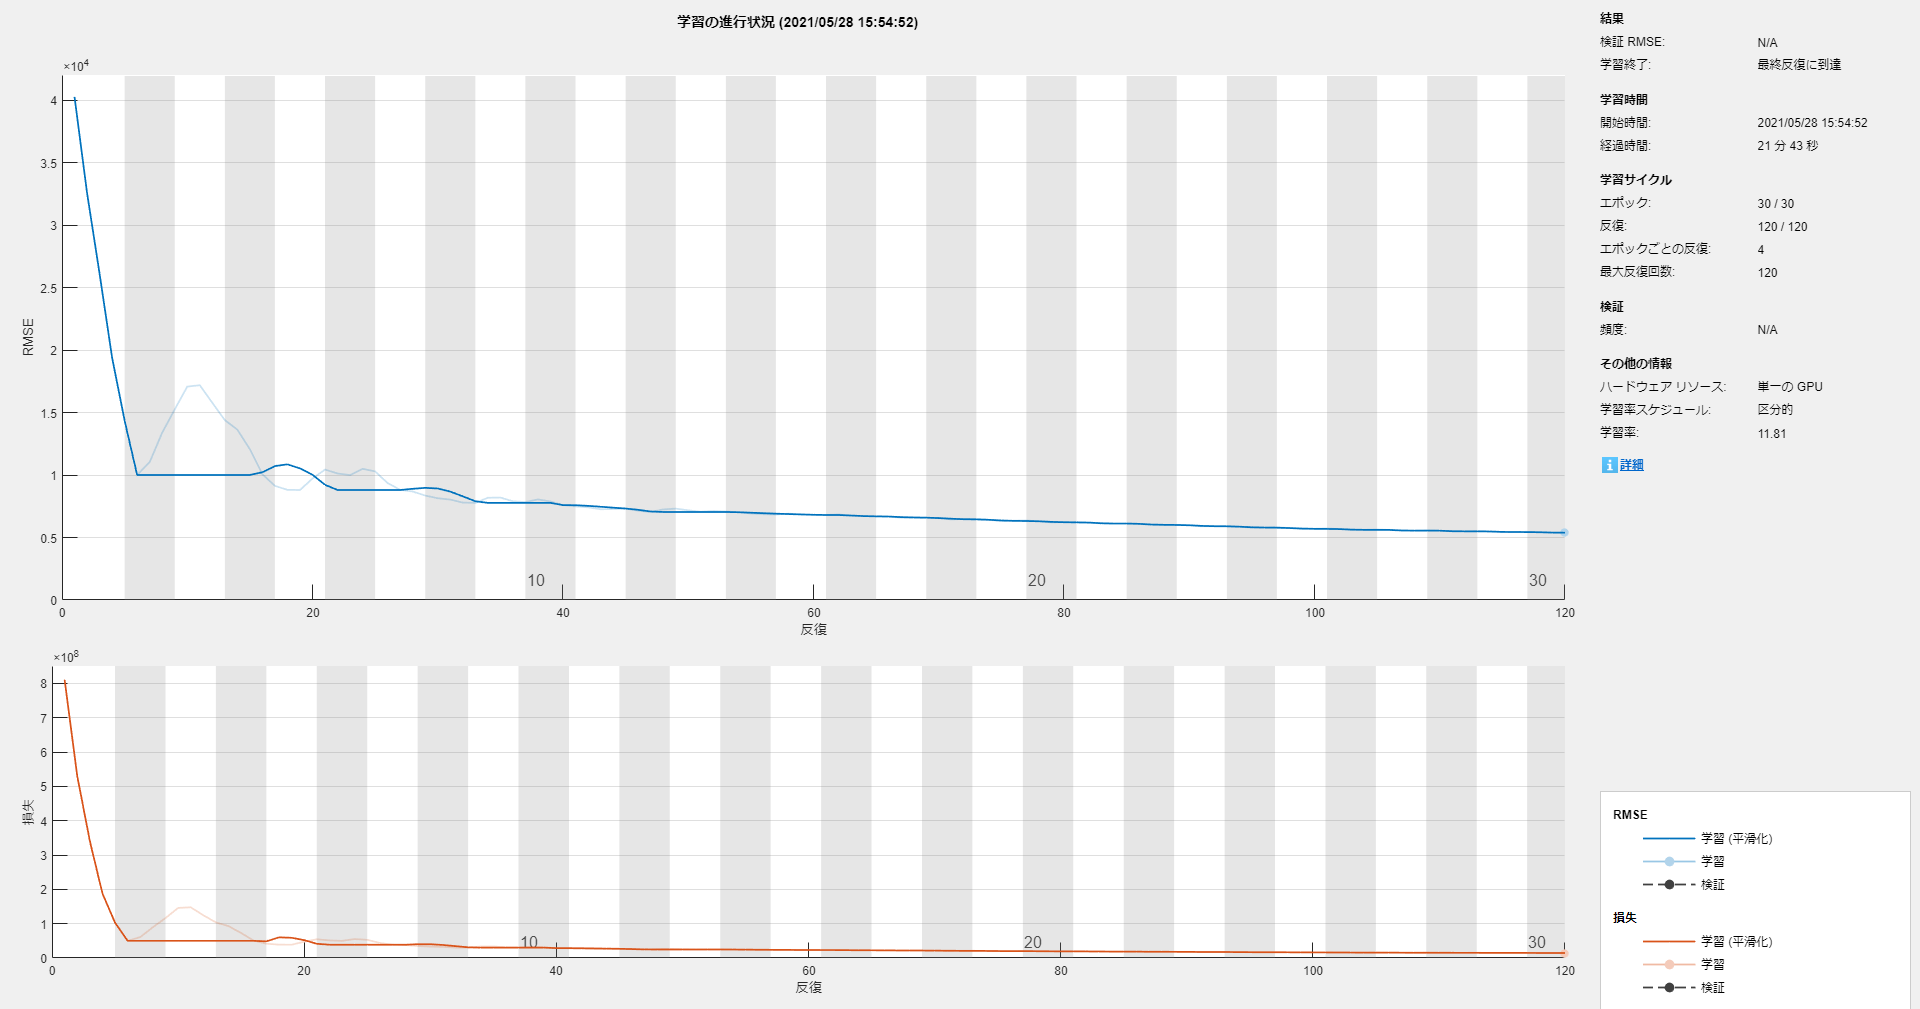 学習の進行状況 (2021/05/28 15:54:52)
×10⁴
4
3.5
3
2.5
2
1.5
1
0.5
0
RMSE
10
20
30
0
20
40
60
80
100
120
反復
×10⁸
8
7
6
5
4
3
2
1
0
損失
10
20
30
0
20
40
60
80
100
120
反復
結果
検証 RMSE: N/A
学習終了: 最終反復に到達
学習時間
開始時間: 2021/05/28 15:54:52
経過時間: 21 分 43 秒
学習サイクル
エポック: 30 / 30
反復: 120 / 120
エポックごとの反復: 4
最大反復回数: 120
検証
頻度: N/A
その他の情報
ハードウェア リソース: 単一の GPU
学習率スケジュール: 区分的
学習率: 11.81
詳細
RMSE
学習 (平滑化)
学習
検証
損失
学習 (平滑化)
学習
検証